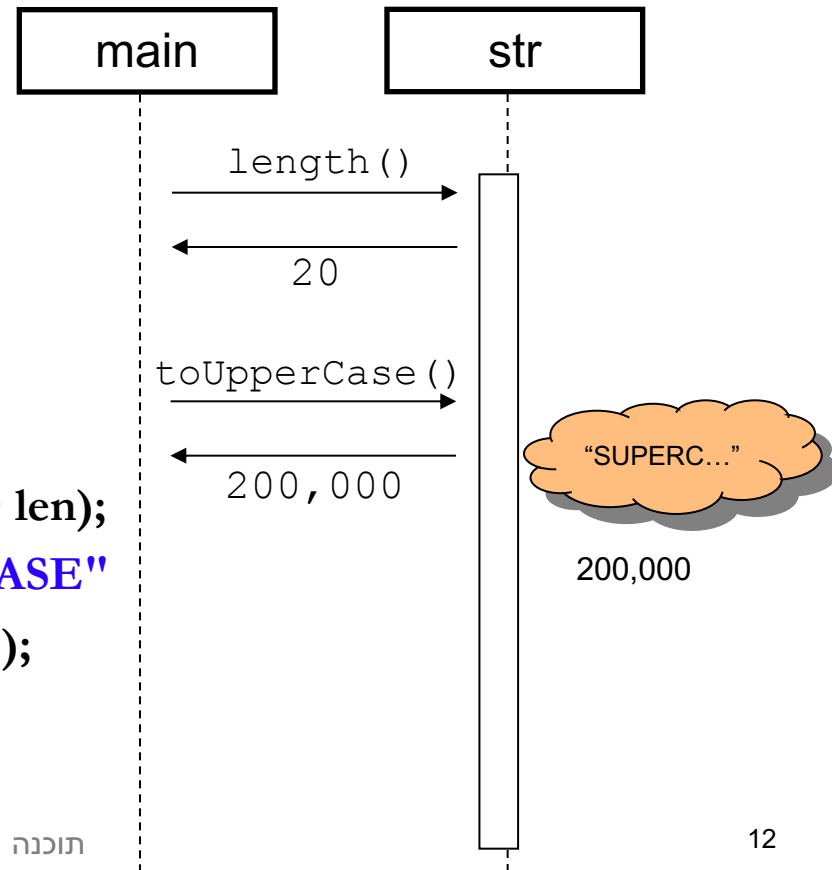 main
str
length()
20
toUpperCase()
200,000
"SUPERC…"
200,000
len);
ASE"
);
תוכנה
12